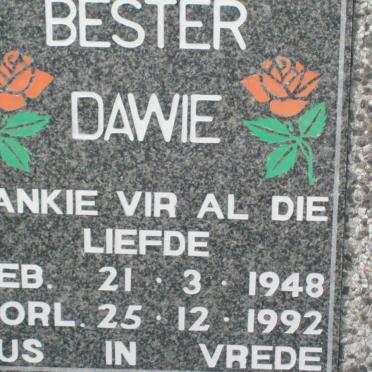 BESTER
DAWIE
ANKIE VIR AL DIE
LIEFDE
EB. 21 · 3 · 1948
ORL. 25 · 12 · 1992
US IN VREDE